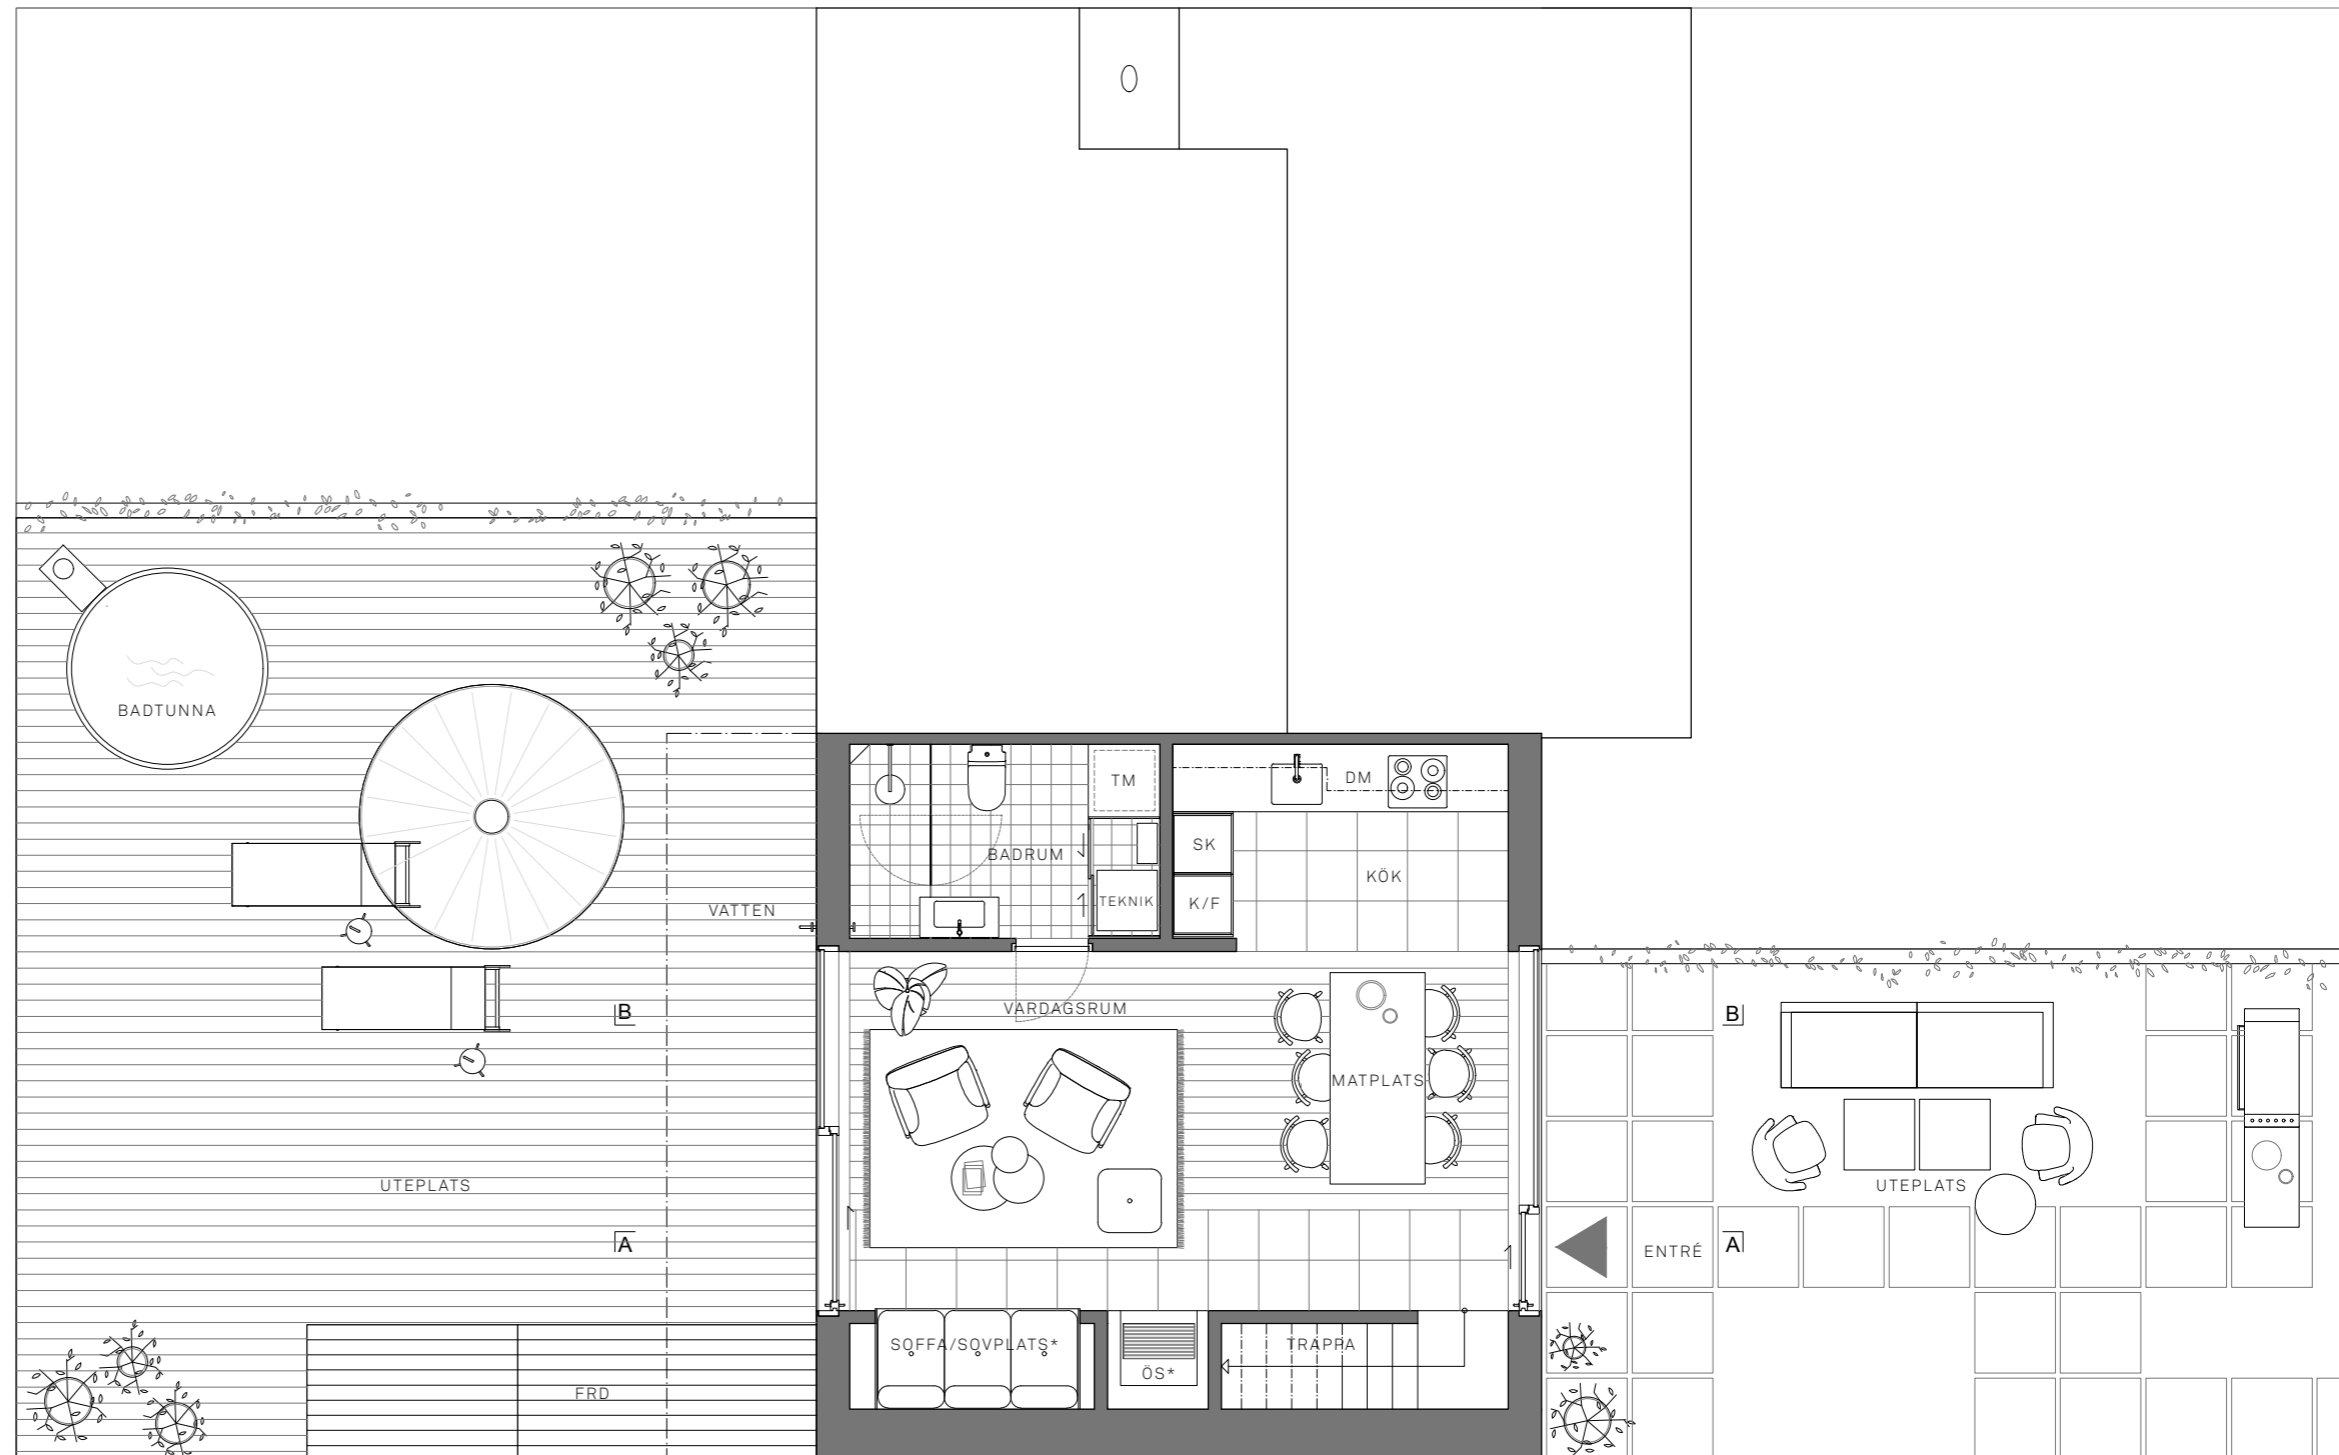 BADTUNNA
TM
DM
SK
BADRUM
KÖK
TEKNIK
K/F
VATTEN
VARDAGSRUM
B
B
MATPLATS
UTEPLATS
UTEPLATS
A
ENTRÉ
A
SOFFA/SOVPLATS*
TRAPPA
ÖS*
FRD